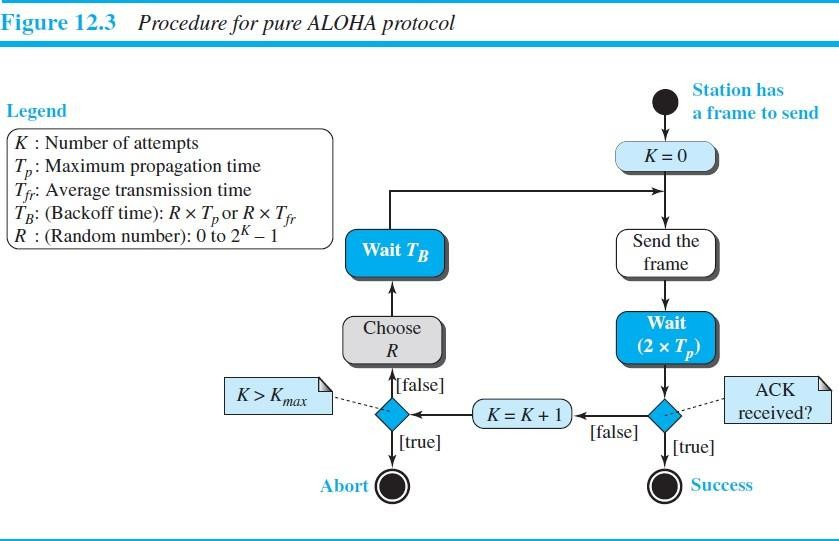 Figure 12.3 Procedure for pure ALOHA protocol
Legend
K : Number of attempts
Tp: Maximum propagation time
Tfr: Average transmission time
TB: (Backoff time): R × Tp or R × Tfr
R : (Random number): 0 to 2^K – 1
Station has
a frame to send
K = 0
Wait TB
Send the
frame
Choose
R
Wait
(2 × Tp)
K > Kmax
[false]
K = K + 1
[false]
ACK
received?
[true]
[true]
Abort
Success